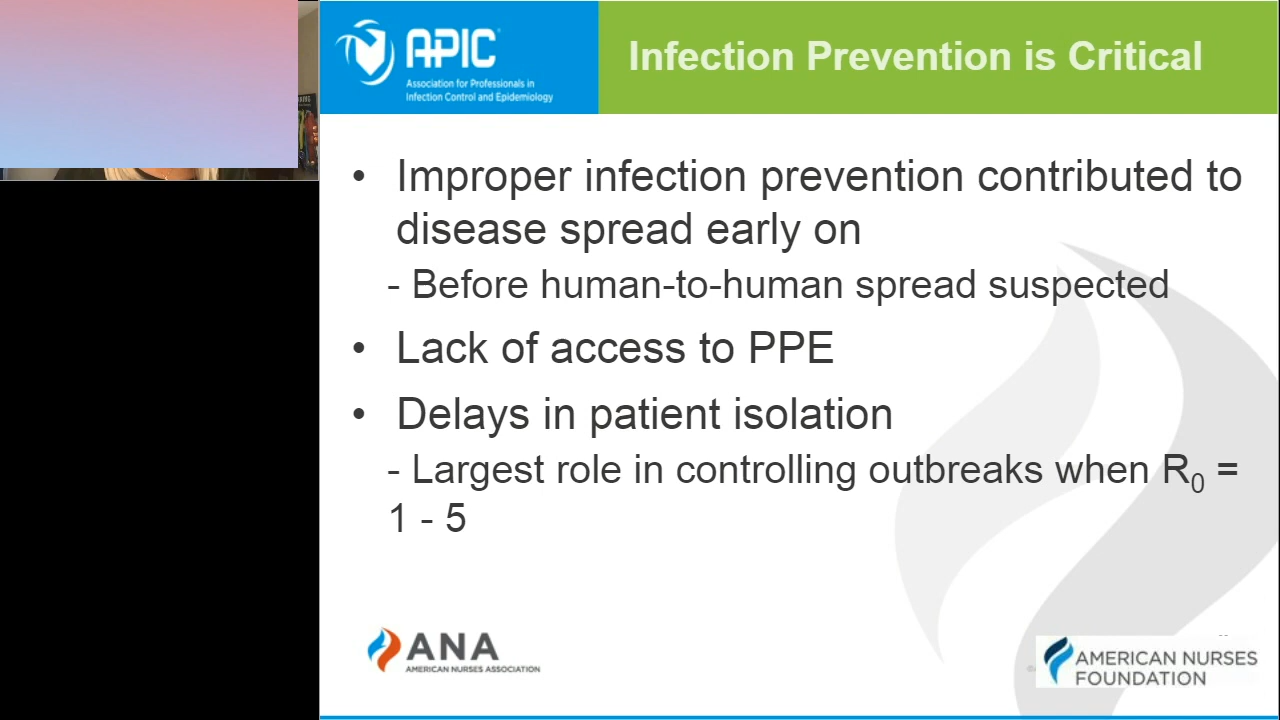 APIC
Association for Professionals in
Infection Control and Epidemiology
Infection Prevention is Critical
• Improper infection prevention contributed to
disease spread early on
- Before human-to-human spread suspected
• Lack of access to PPE
• Delays in patient isolation
- Largest role in controlling outbreaks when R₀ =
1 - 5
ANA
AMERICAN NURSES ASSOCIATION
AMERICAN NURSES
FOUNDATION